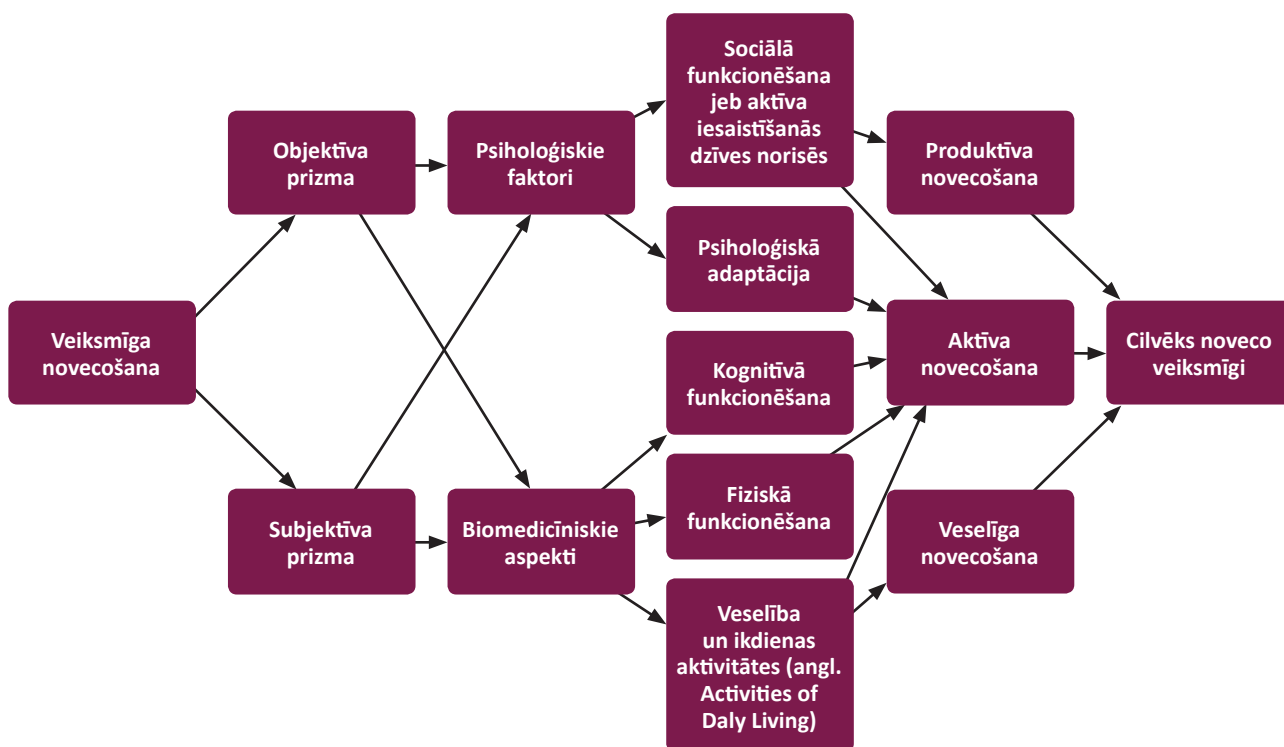 Veiksmīga
novecošana
Objektīva
prizma
Subjektīva
prizma
Psiholoģiskie
faktori
Biomedicīniskie
aspekti
Sociālā
funkcionēšana
jeb aktīva
iesaistīšanās
dzīves norisēs
Psiholoģiskā
adaptācija
Kognitīvā
funkcionēšana
Fiziskā
funkcionēšana
Veselība
un ikdienas
aktivitātes (angl.
Activities of
Daly Living)
Produktīva
novecošana
Aktīva
novecošana
Veselīga
novecošana
Cilvēks noveco
veiksmīgi